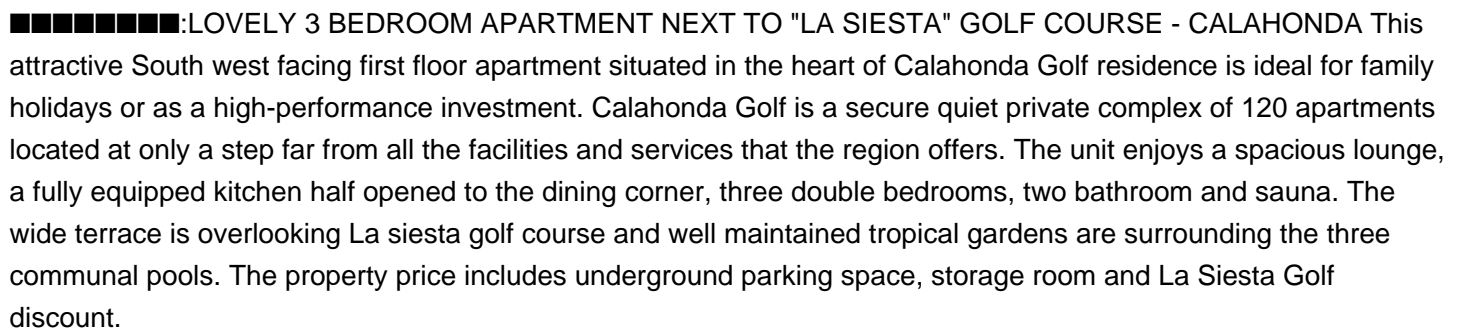 ■■■■■■■■■:LOVELY 3 BEDROOM APARTMENT NEXT TO "LA SIESTA" GOLF COURSE - CALAHONDA This
attractive South west facing first floor apartment situated in the heart of Calahonda Golf residence is ideal for family
holidays or as a high-performance investment. Calahonda Golf is a secure quiet private complex of 120 apartments
located at only a step far from all the facilities and services that the region offers. The unit enjoys a spacious lounge,
a fully equipped kitchen half opened to the dining corner, three double bedrooms, two bathroom and sauna. The
wide terrace is overlooking La siesta golf course and well maintained tropical gardens are surrounding the three
communal pools. The property price includes underground parking space, storage room and La Siesta Golf
discount.